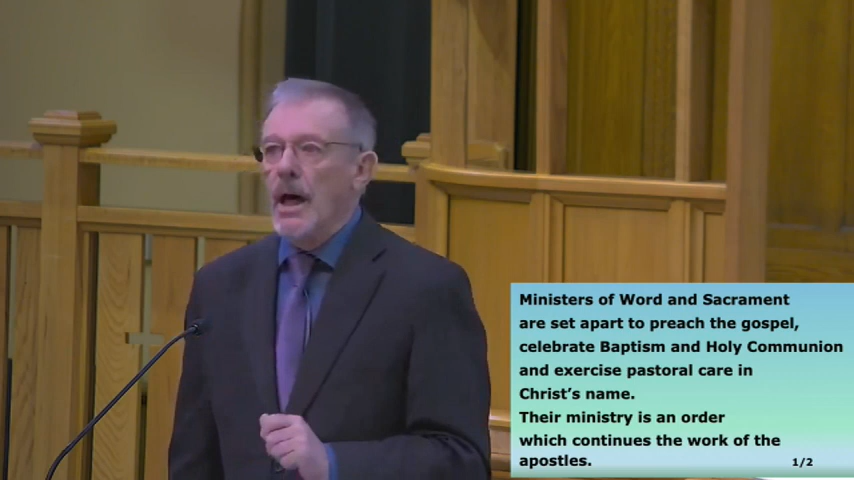 Ministers of Word and Sacrament
are set apart to preach the gospel,
celebrate Baptism and Holy Communion
and exercise pastoral care in
Christ's name.
Their ministry is an order
which continues the work of the
apostles.
1/2